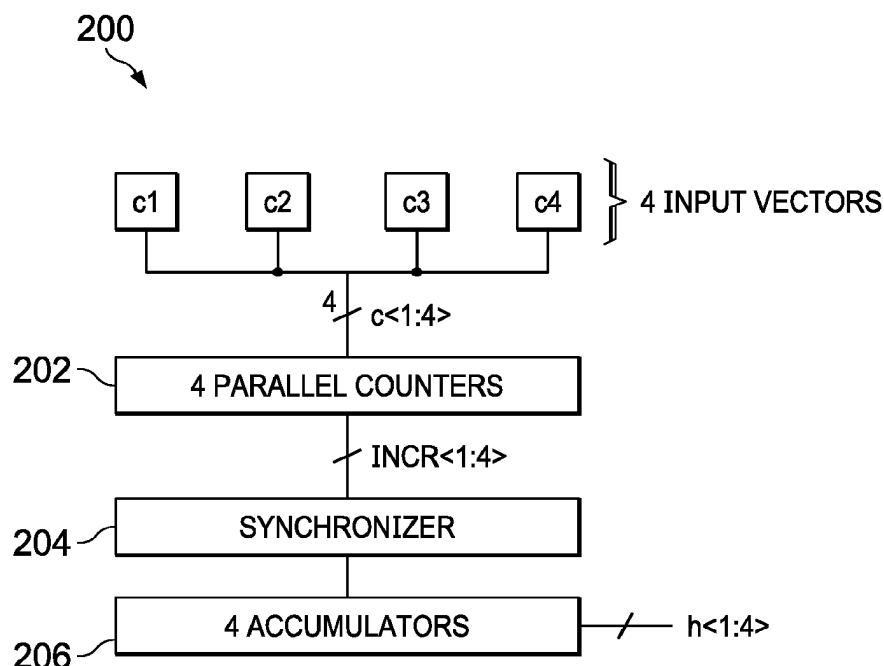 200
c1 c2 c3 c4 4 INPUT VECTORS
4 c<1:4>
202 4 PARALLEL COUNTERS
INCR<1:4>
204 SYNCHRONIZER
206 4 ACCUMULATORS h<1:4>